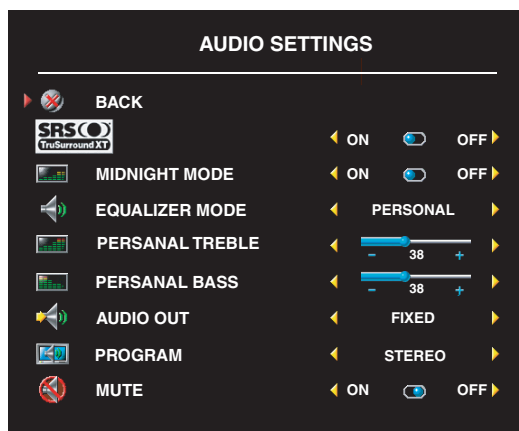 AUDIO SETTINGS
BACK
SRS
TruSurround XT
ON OFF
MIDNIGHT MODE ON OFF
EQUALIZER MODE PERSONAL
PERSANAL TREBLE - 38 +
PERSANAL BASS - 38 +
AUDIO OUT FIXED
PROGRAM STEREO
MUTE ON OFF